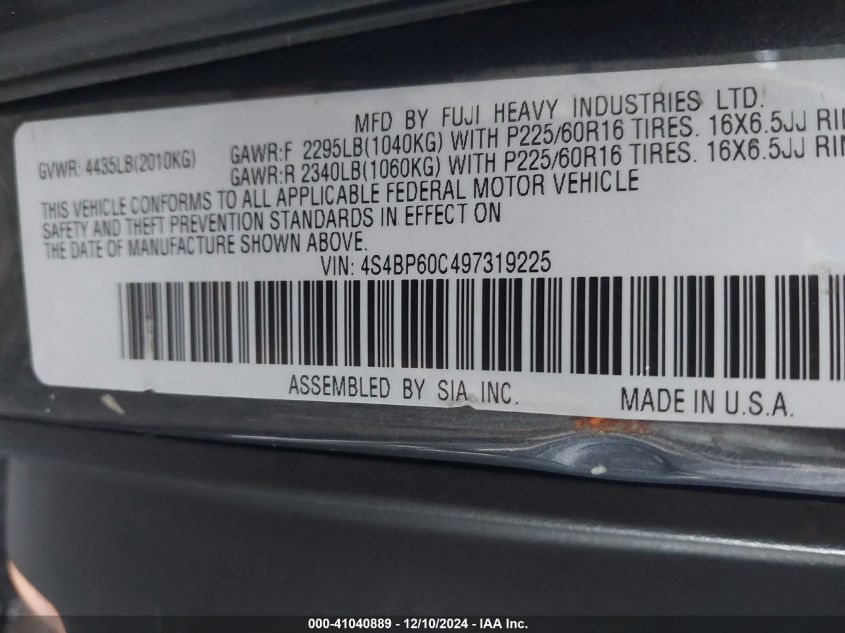 MFD BY FUJI HEAVY INDUSTRIES LTD.
GVWR: 4435LB(2010KG)
GAWR:F 2295LB(1040KG) WITH P225/60R16 TIRES. 16X6.5JJ RI
GAWR:R 2340LB(1060KG) WITH P225/60R16 TIRES. 16X6.5JJ RI
THIS VEHICLE CONFORMS TO ALL APPLICABLE FEDERAL MOTOR VEHICLE
SAFETY AND THEFT PREVENTION STANDARDS IN EFFECT ON
THE DATE OF MANUFACTURE SHOWN ABOVE.
VIN: 4S4BP60C497319225
ASSEMBLED BY SIA, INC.
MADE IN U.S.A.
000-41040889 - 12/10/2024 - IAA Inc.